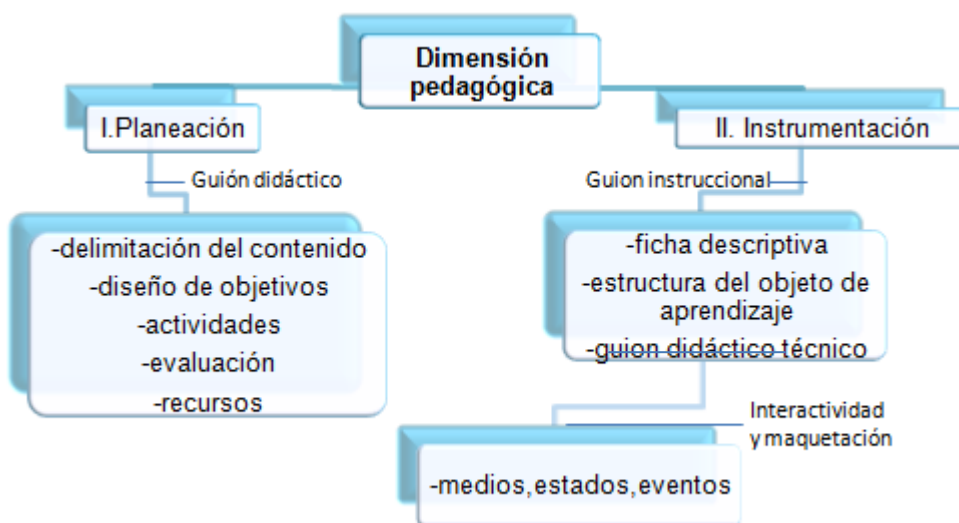 Dimensión
pedagógica
I.Planeación
II. Instrumentación
Guión didáctico
Guion instruccional
-delimitación del contenido
-diseño de objetivos
-actividades
-evaluación
-recursos
-ficha descriptiva
-estructura del objeto de
aprendizaje
-guion didáctico técnico
Interactividad
y maquetación
-medios,estados,eventos